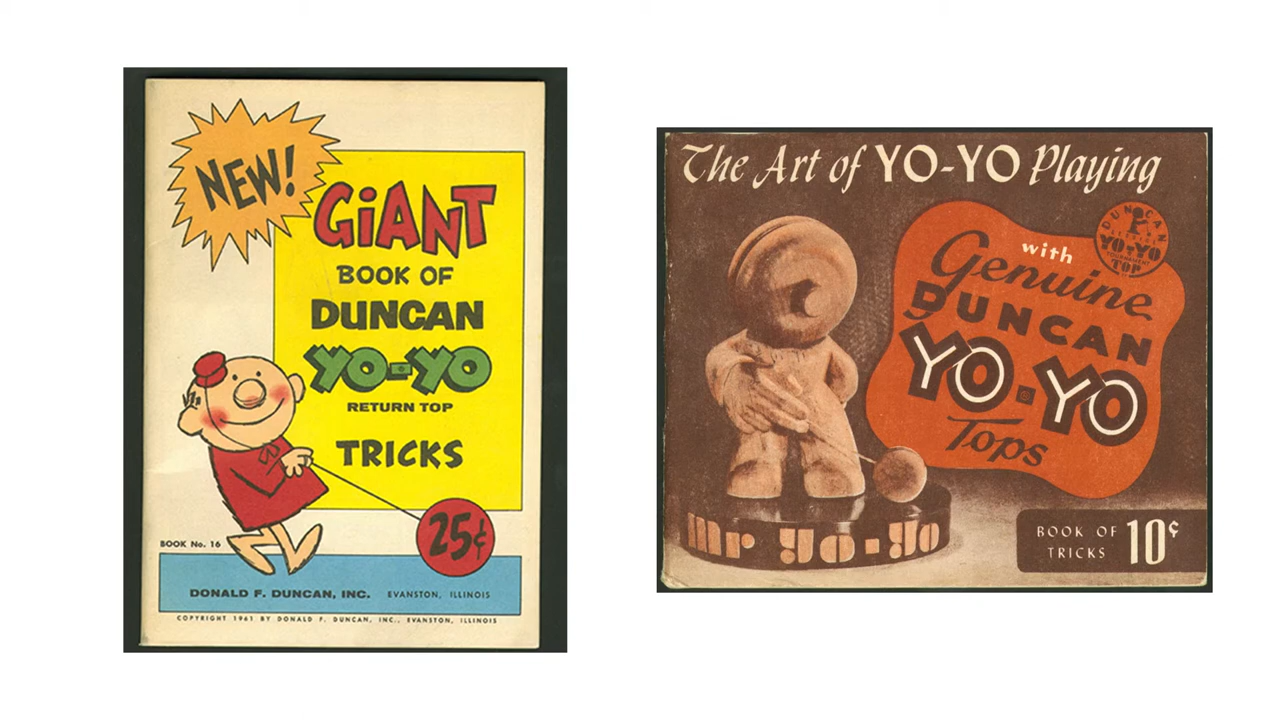 NEW!
GiANT
BOOK OF
DUNCAN
YO-YO
RETURN TOP
TRICKS
25¢
BOOK No. 16
DONALD F. DUNCAN, INC. EVANSTON, ILLINOIS
COPYRIGHT 1961 BY DONALD F. DUNCAN, INC., EVANSTON, ILLINOIS
The Art of YO-YO Playing
with
Genuine
DUNCAN
YO-YO
Tops
DUNCAN
YO-YO
TOURNAMENT
TOP
Mr Yo-Yo
BOOK OF
TRICKS
10¢